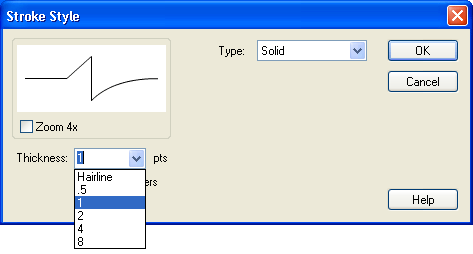 Stroke Style
Type: Solid
OK
Cancel
Zoom 4x
Thickness: 1 pts
Hairline
.5
1
2
4
8
Help